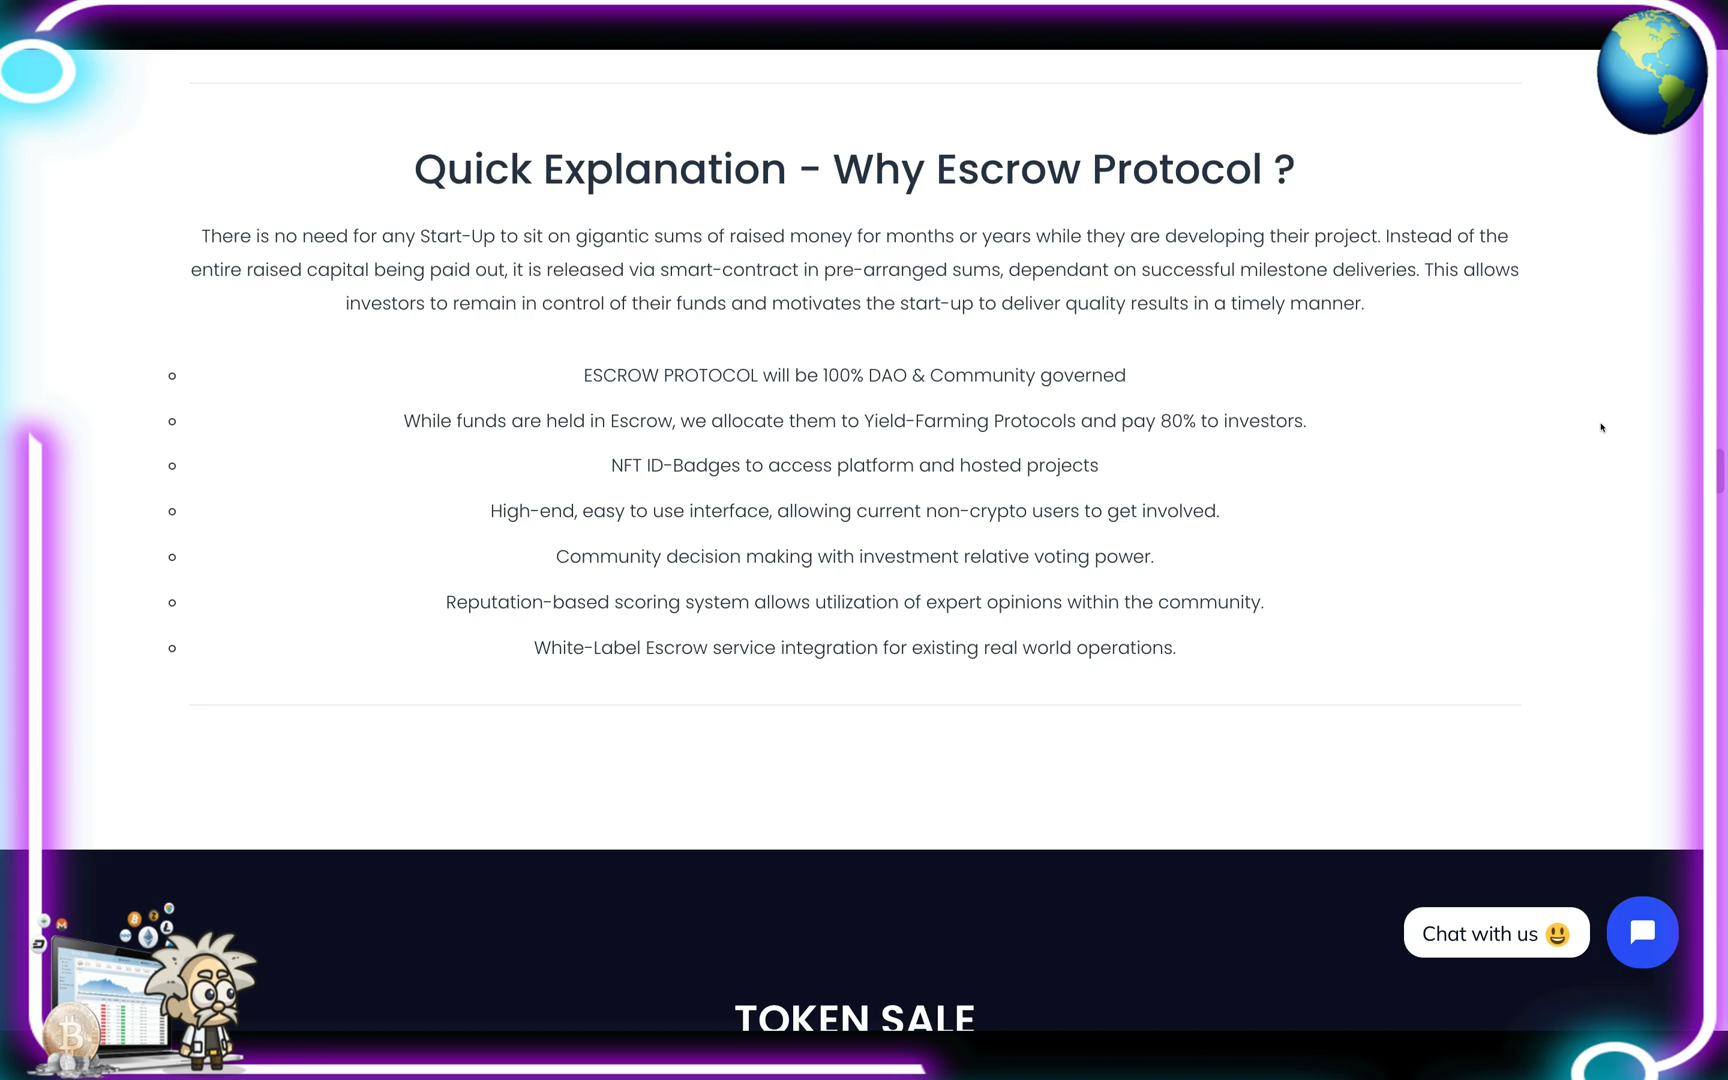 Quick Explanation - Why Escrow Protocol ?
There is no need for any Start-Up to sit on gigantic sums of raised money for months or years while they are developing their project. Instead of the
entire raised capital being paid out, it is released via smart-contract in pre-arranged sums, dependant on successful milestone deliveries. This allows
investors to remain in control of their funds and motivates the start-up to deliver quality results in a timely manner.
ESCROW PROTOCOL will be 100% DAO & Community governed
While funds are held in Escrow, we allocate them to Yield-Farming Protocols and pay 80% to investors.
NFT ID-Badges to access platform and hosted projects
High-end, easy to use interface, allowing current non-crypto users to get involved.
Community decision making with investment relative voting power.
Reputation-based scoring system allows utilization of expert opinions within the community.
White-Label Escrow service integration for existing real world operations.
Chat with us 😃
TOKEN SALE